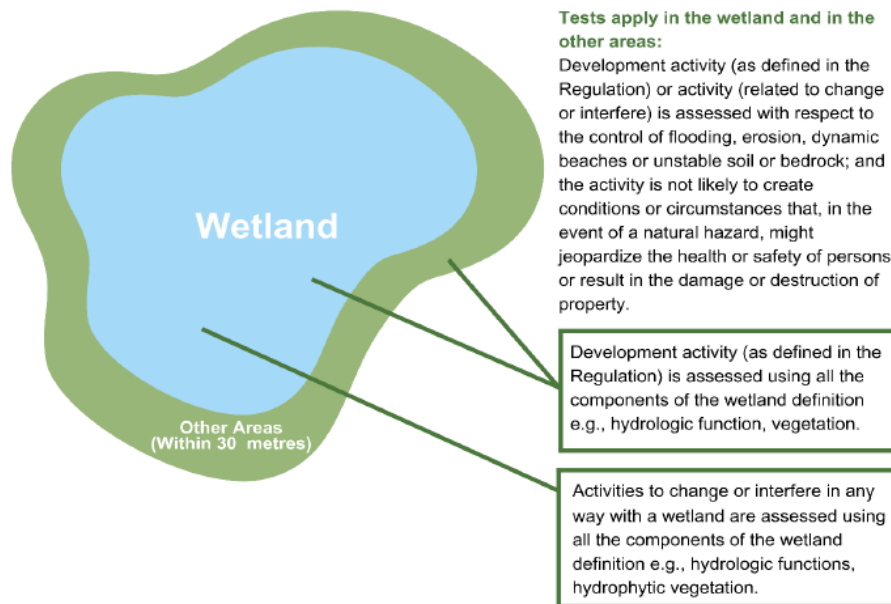 Tests apply in the wetland and in the
other areas:
Development activity (as defined in the
Regulation) or activity (related to change
or interfere) is assessed with respect to
the control of flooding, erosion, dynamic
beaches or unstable soil or bedrock; and
the activity is not likely to create
conditions or circumstances that, in the
event of a natural hazard, might
jeopardize the health or safety of persons
or result in the damage or destruction of
property.
Wetland
Other Areas
(Within 30 metres)
Development activity (as defined in the
Regulation) is assessed using all the
components of the wetland definition
e.g., hydrologic function, vegetation.
Activities to change or interfere in any
way with a wetland are assessed using
all the components of the wetland
definition e.g., hydrologic functions,
hydrophytic vegetation.